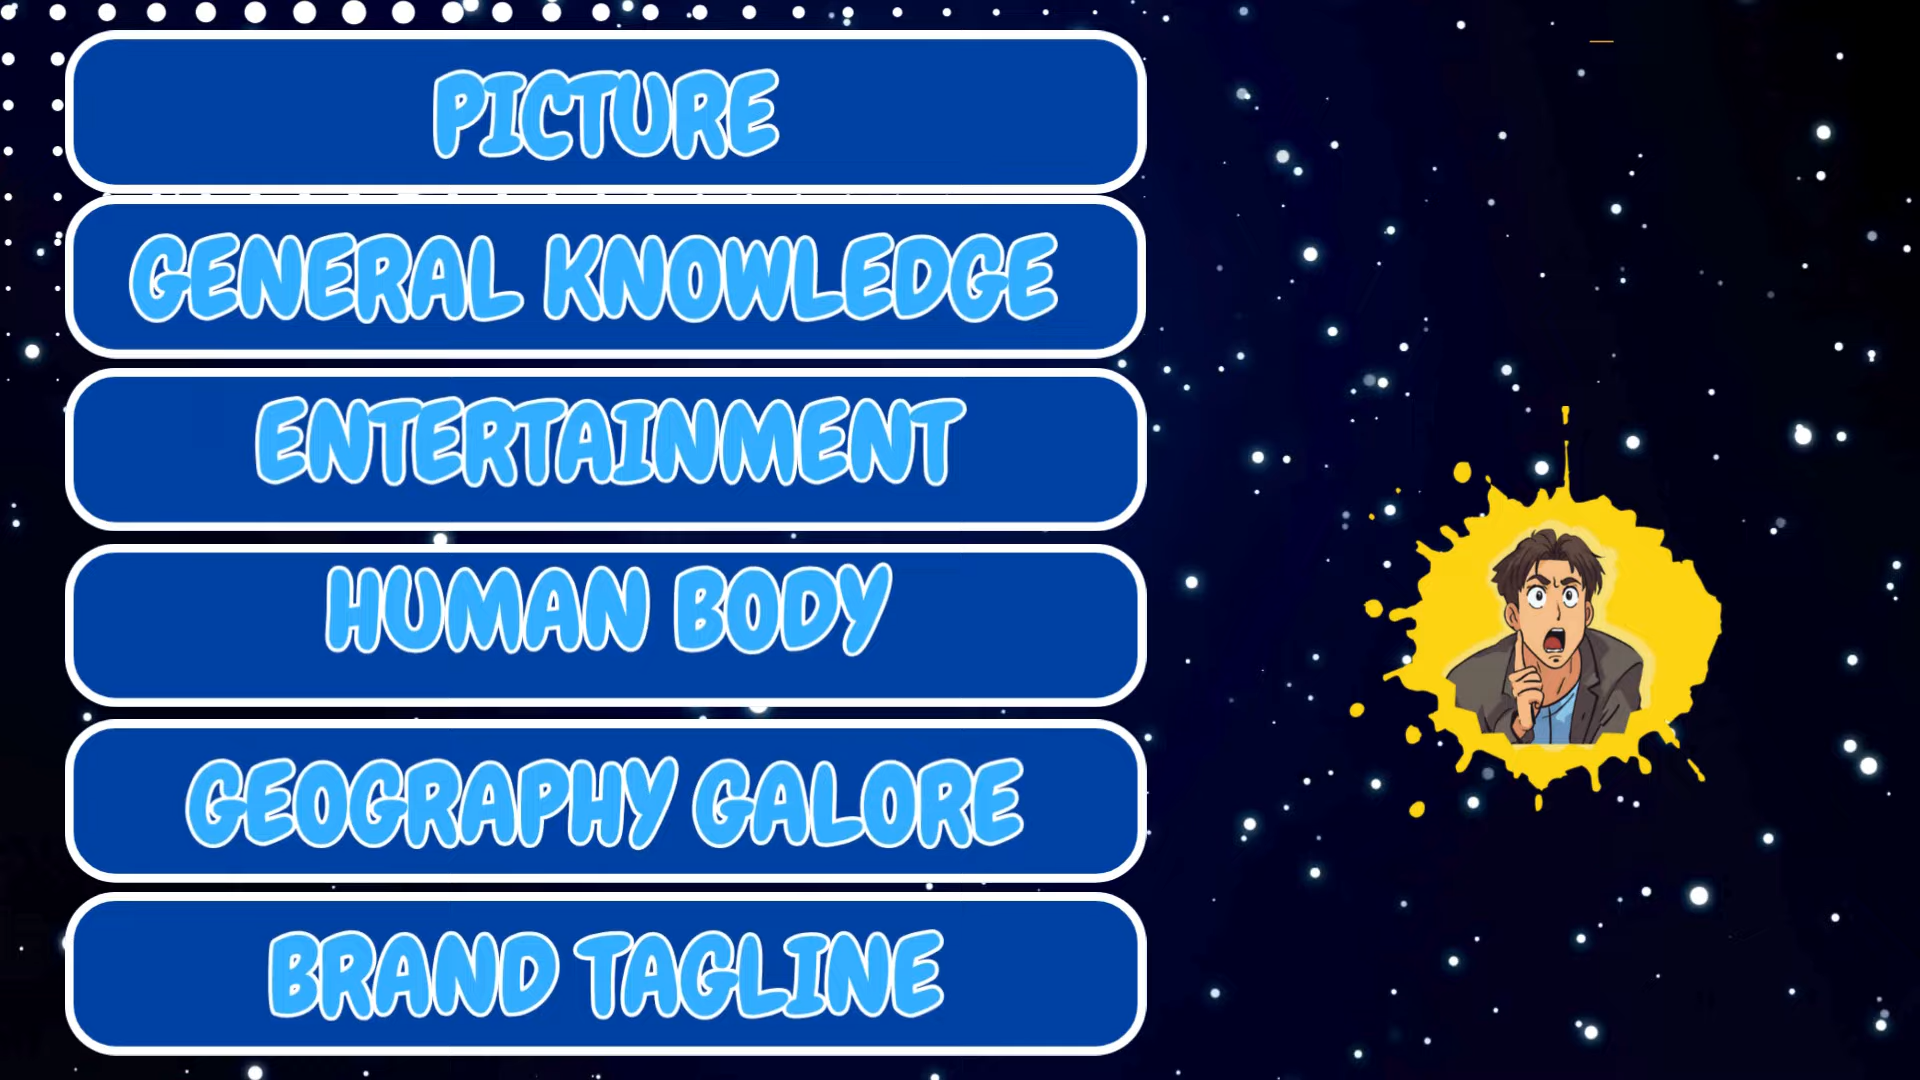 PICTURE
GENERAL KNOWLEDGE
ENTERTAINMENT
HUMAN BODY
GEOGRAPHY GALORE
BRAND TAGLINE